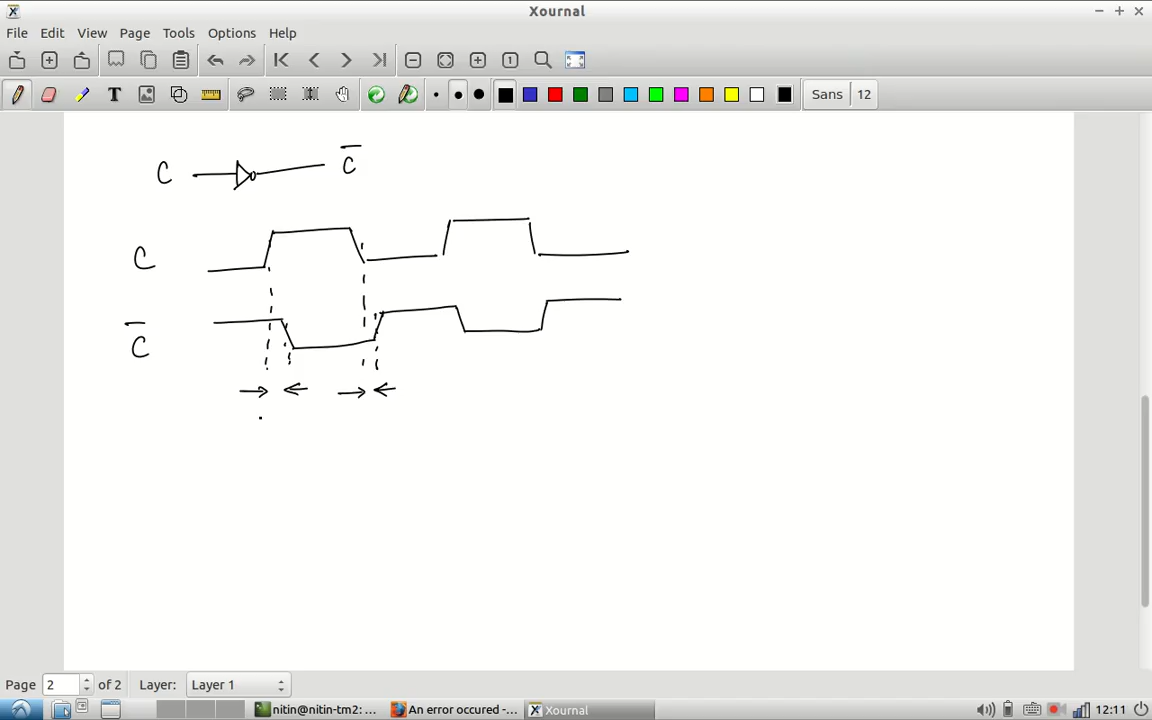 Xournal
File Edit View Page Tools Options Help
Sans 12
C C̅
C
C̅
Page 2 of 2 Layer: Layer 1
nitin@nitin-tm2: ... An error occured -... Xournal 12:11